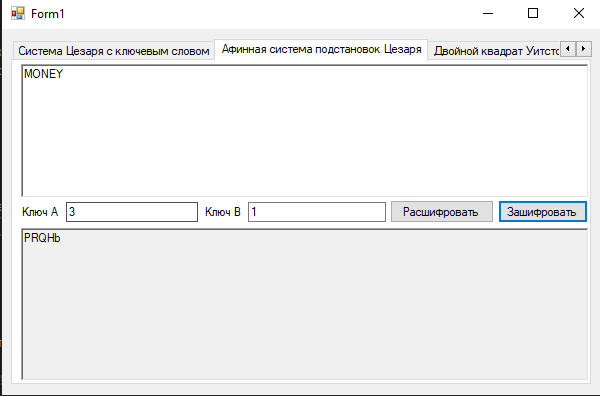 Form1
Система Цезаря с ключевым словом Афинная система подстановок Цезаря Двойной квадрат Уитсто
MONEY
Ключ A 3 Ключ B 1 Расшифровать Зашифровать
PRQHb